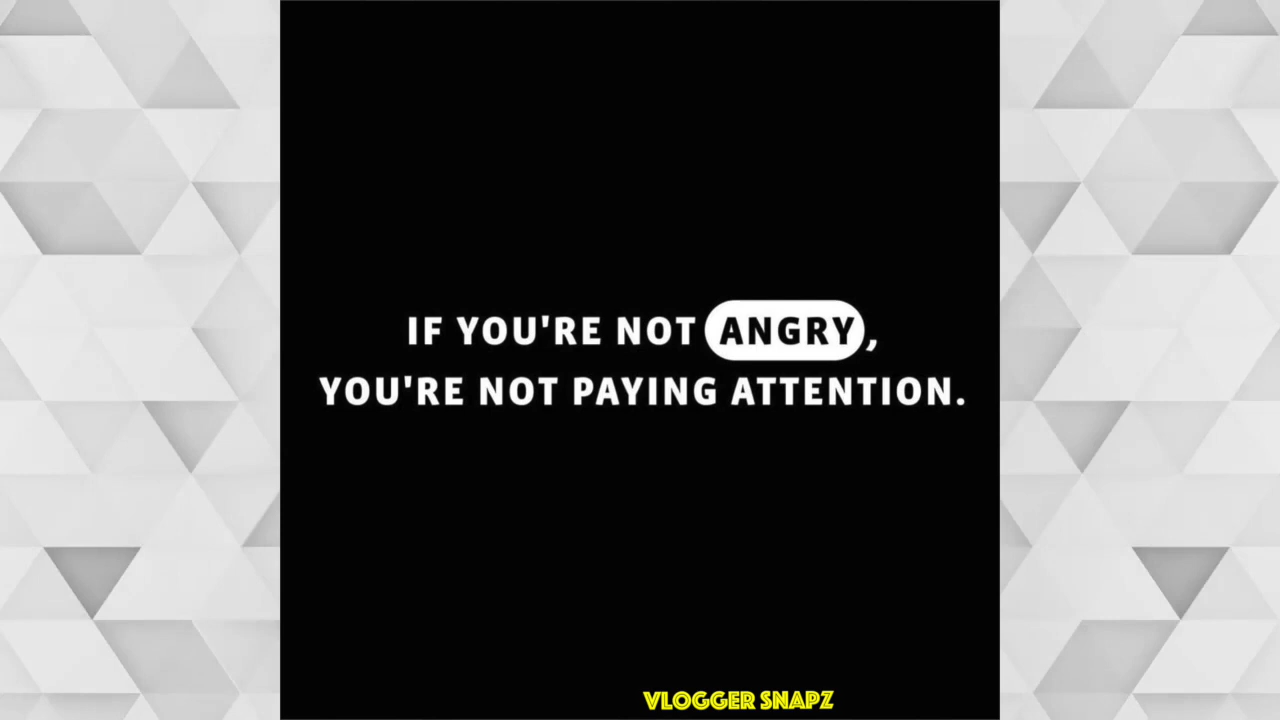 IF YOU'RE NOT ANGRY,
YOU'RE NOT PAYING ATTENTION.
VLOGGER SNAPZ